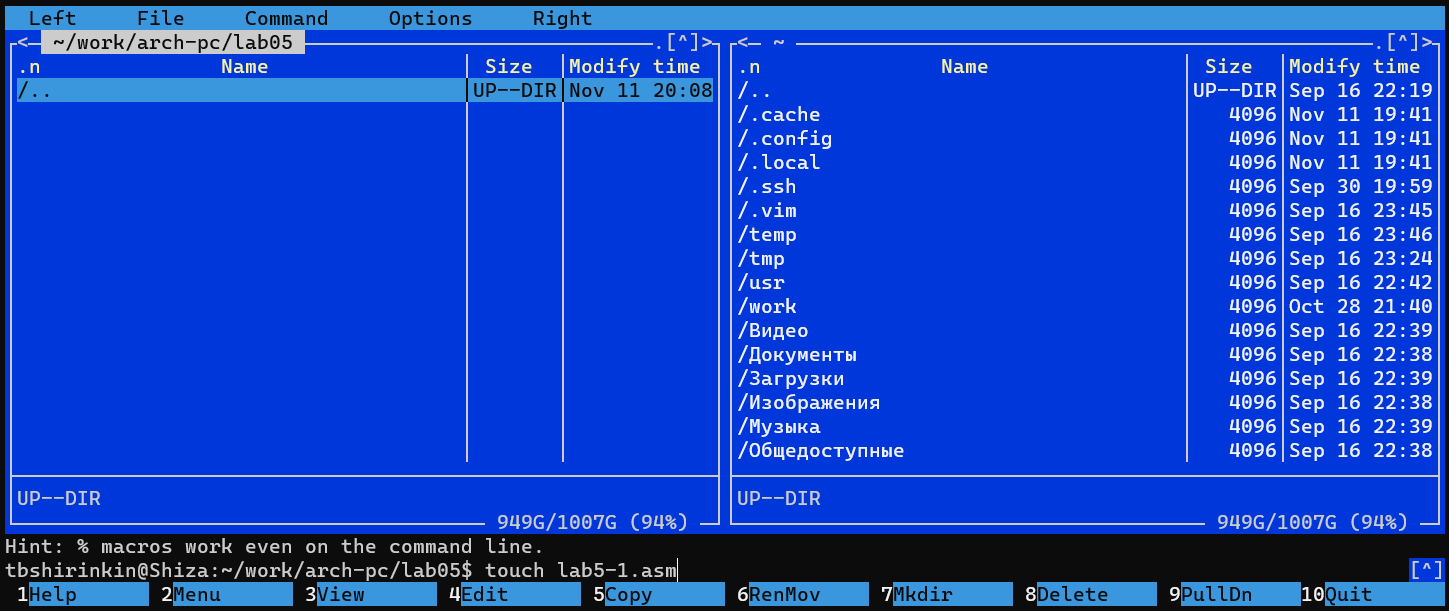 Left File Command Options Right
<─ ~/work/arch-pc/lab05 ─.[^]>
.n Name Size Modify time
/.. UP--DIR Nov 11 20:08
UP--DIR
949G/1007G (94%)
<─ ~ ─.[^]>
.n Name Size Modify time
/.. UP--DIR Sep 16 22:19
/.cache 4096 Nov 11 19:41
/.config 4096 Nov 11 19:41
/.local 4096 Nov 11 19:41
/.ssh 4096 Sep 30 19:59
/.vim 4096 Sep 16 23:45
/temp 4096 Sep 16 23:46
/tmp 4096 Sep 16 23:24
/usr 4096 Sep 16 22:42
/work 4096 Oct 28 21:40
/Видео 4096 Sep 16 22:39
/Документы 4096 Sep 16 22:38
/Загрузки 4096 Sep 16 22:39
/Изображения 4096 Sep 16 22:38
/Музыка 4096 Sep 16 22:39
/Общедоступные 4096 Sep 16 22:38
UP--DIR
949G/1007G (94%)
Hint: % macros work even on the command line.
tbshirinkin@Shiza:~/work/arch-pc/lab05$ touch lab5-1.asm [^]
1Help 2Menu 3View 4Edit 5Copy 6RenMov 7Mkdir 8Delete 9PullDn 10Quit